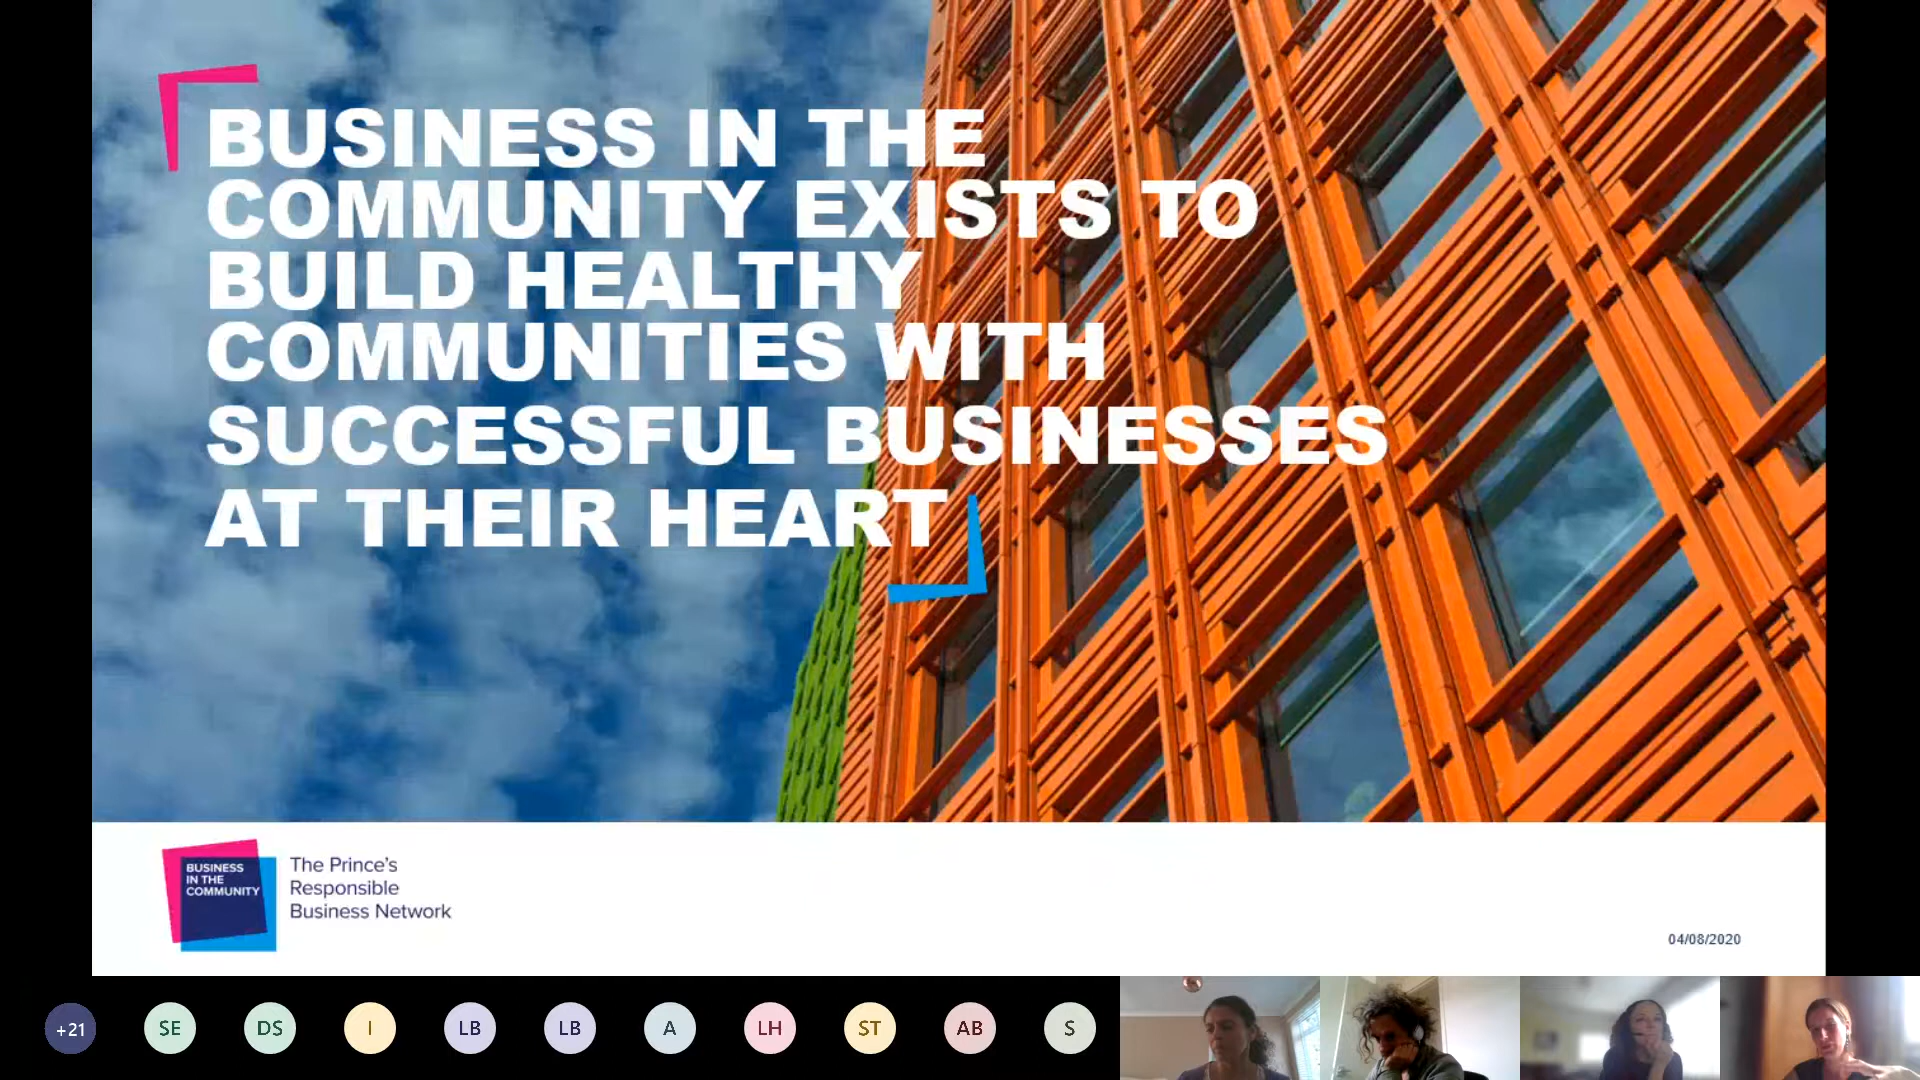 BUSINESS IN THE
COMMUNITY EXISTS TO
BUILD HEALTHY
COMMUNITIES WITH
SUCCESSFUL BUSINESSES
AT THEIR HEART
BUSINESS
IN THE
COMMUNITY
The Prince's
Responsible
Business Network
04/08/2020
+21
SE
DS
I
LB
LB
A
LH
ST
AB
S